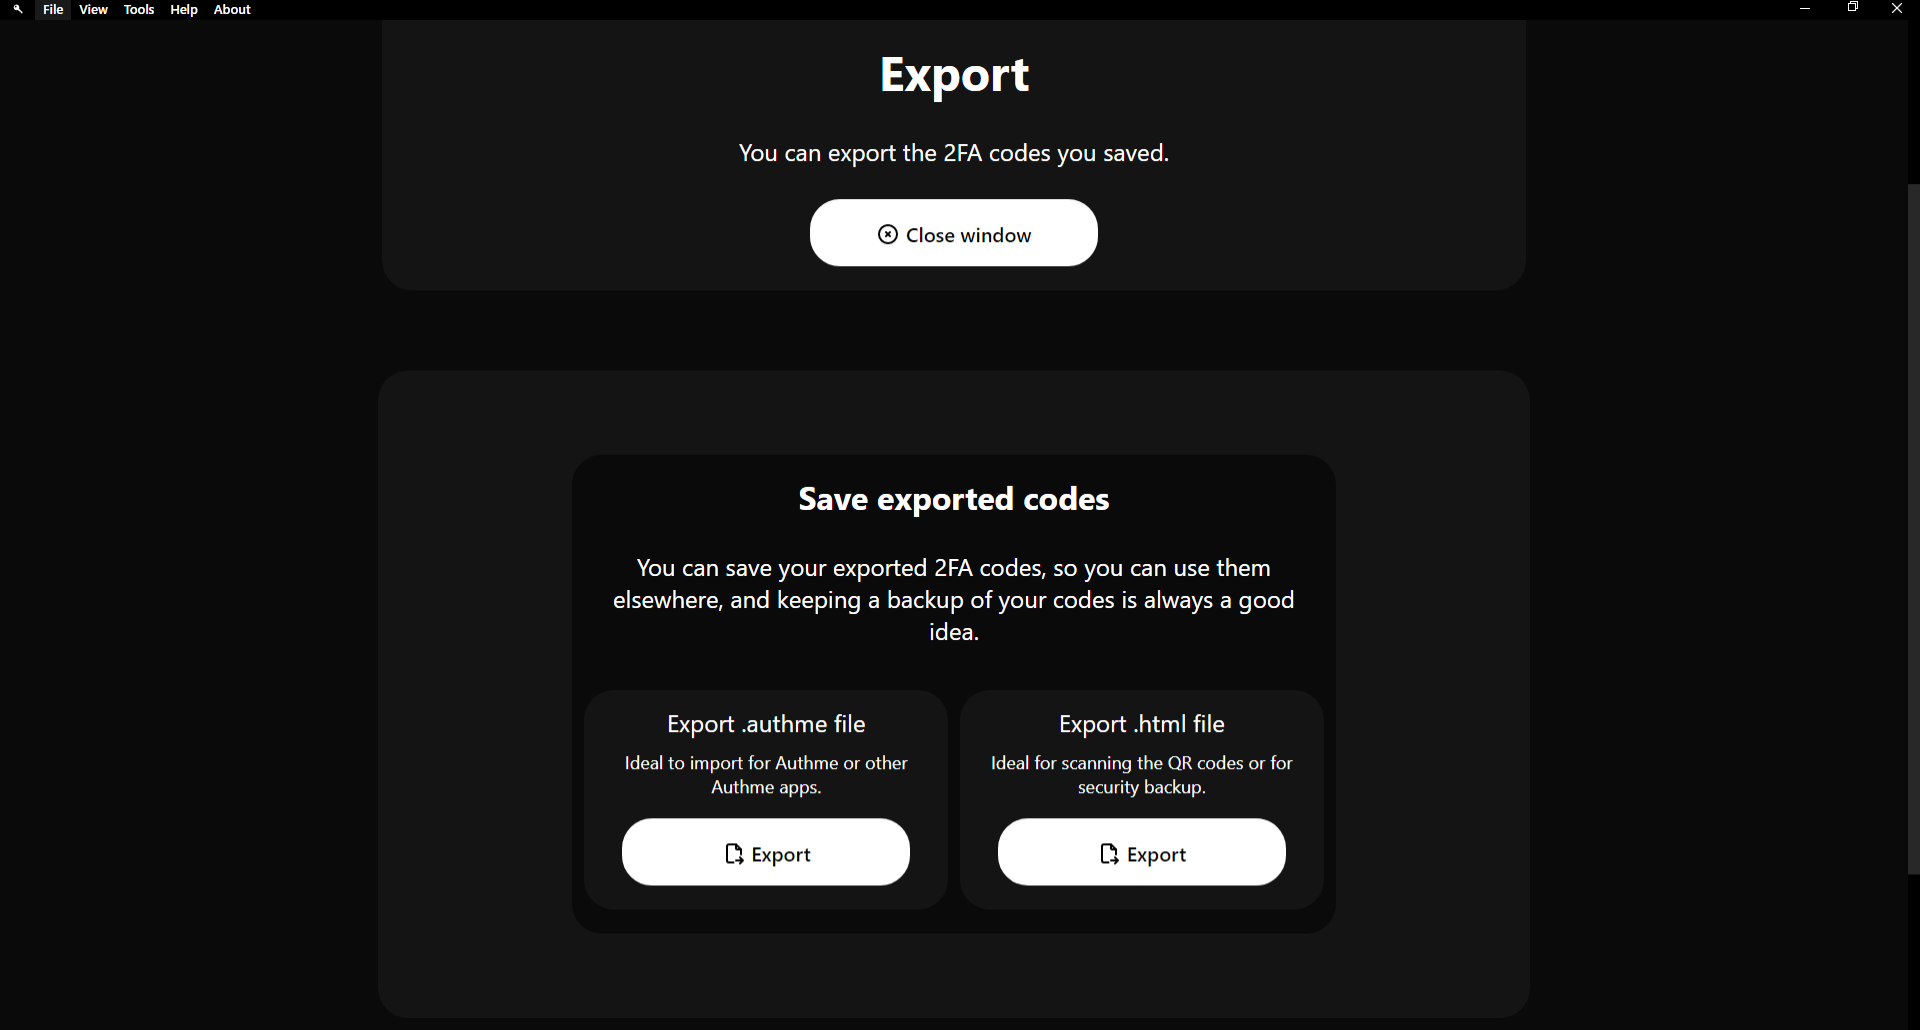 File View Tools Help About
Export
You can export the 2FA codes you saved.
Close window
Save exported codes
You can save your exported 2FA codes, so you can use them
elsewhere, and keeping a backup of your codes is always a good
idea.
Export .authme file
Ideal to import for Authme or other
Authme apps.
Export
Export .html file
Ideal for scanning the QR codes or for
security backup.
Export